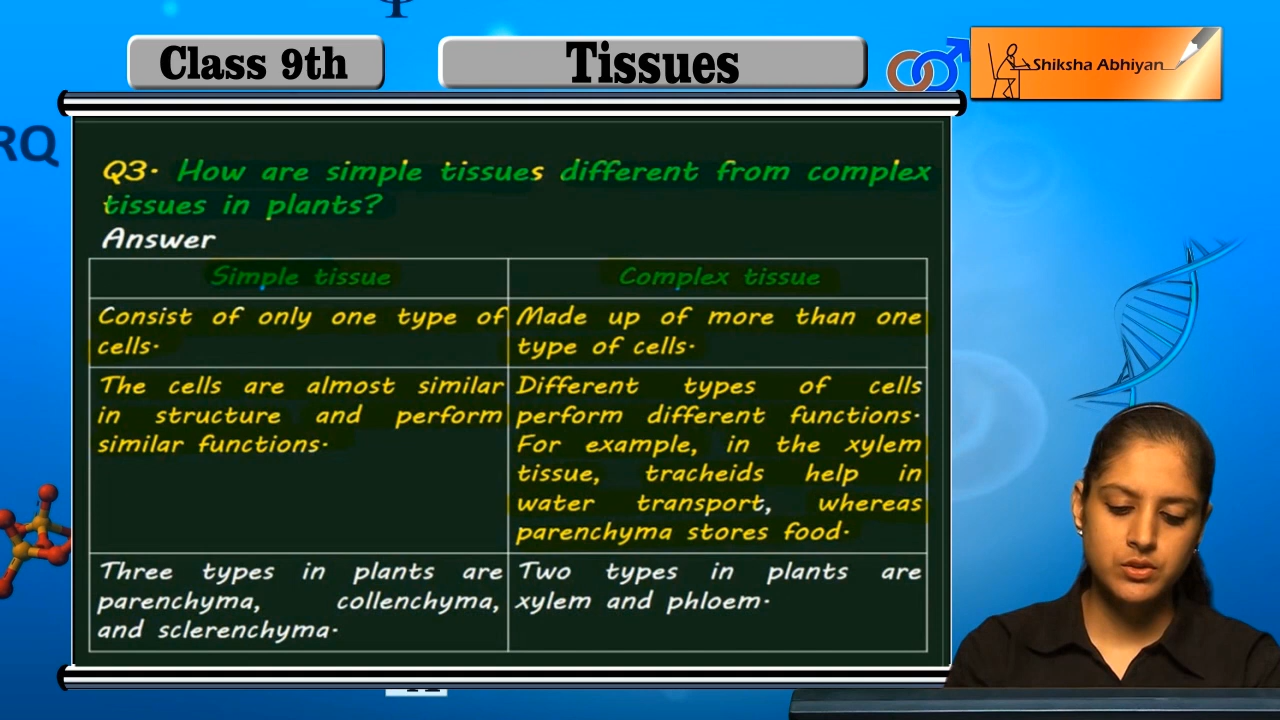 Class 9th
Tissues
Shiksha Abhiyan
RQ
Q3. How are simple tissues different from complex
tissues in plants?
Answer
Simple tissue
Complex tissue
Consist of only one type of
cells.
Made up of more than one
type of cells.
The cells are almost similar
in structure and perform
similar functions.
Different types of cells
perform different functions.
For example, in the xylem
tissue, tracheids help in
water transport, whereas
parenchyma stores food.
Three types in plants are
parenchyma, collenchyma,
and sclerenchyma.
Two types in plants are
xylem and phloem.